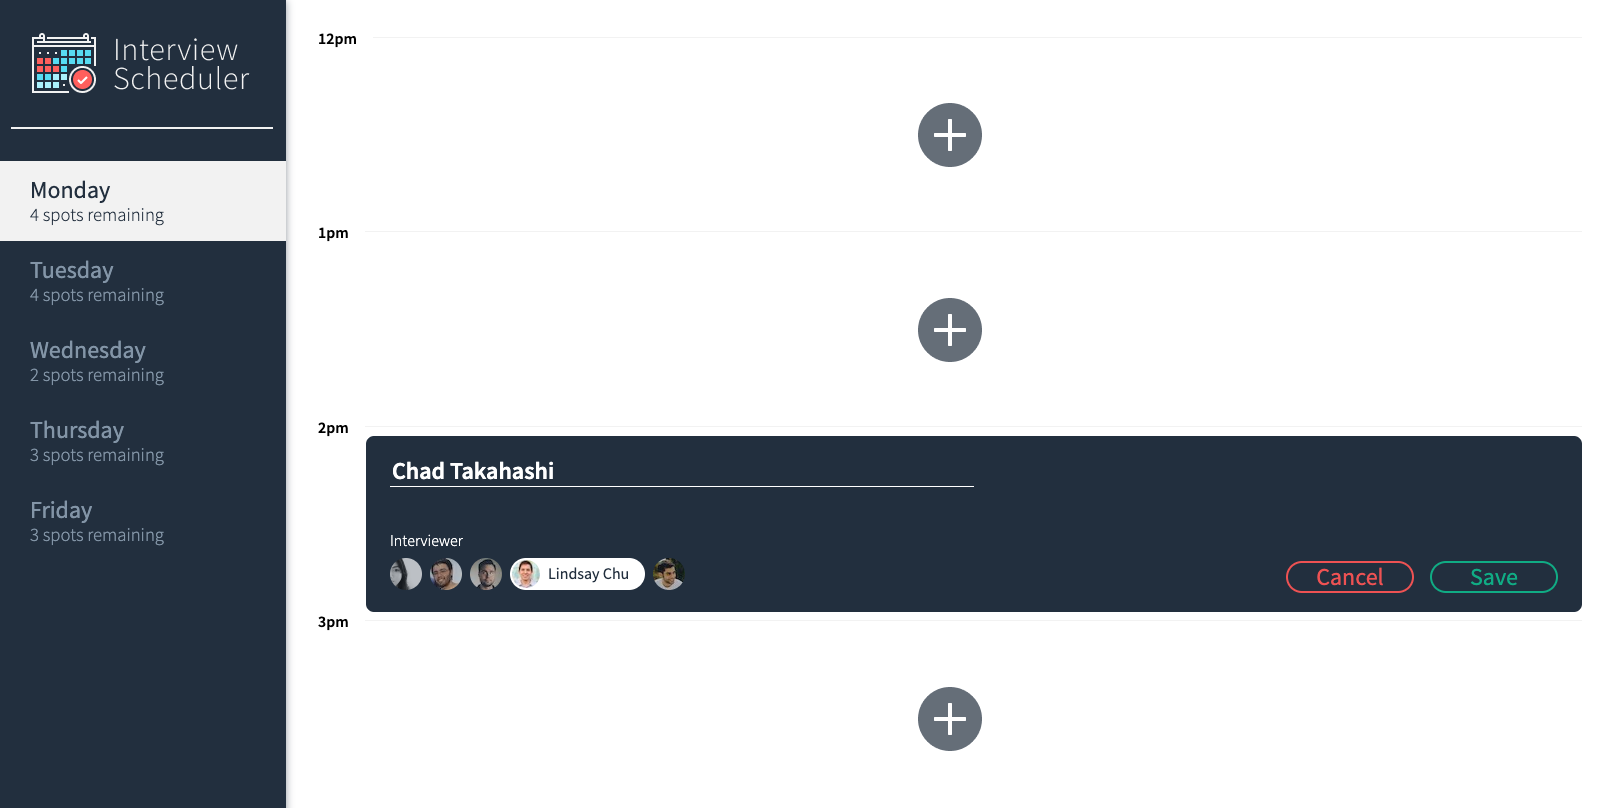 Interview
Scheduler
Monday
4 spots remaining
Tuesday
4 spots remaining
Wednesday
2 spots remaining
Thursday
3 spots remaining
Friday
3 spots remaining
12pm
1pm
2pm
Chad Takahashi
Interviewer
Lindsay Chu
Cancel
Save
3pm